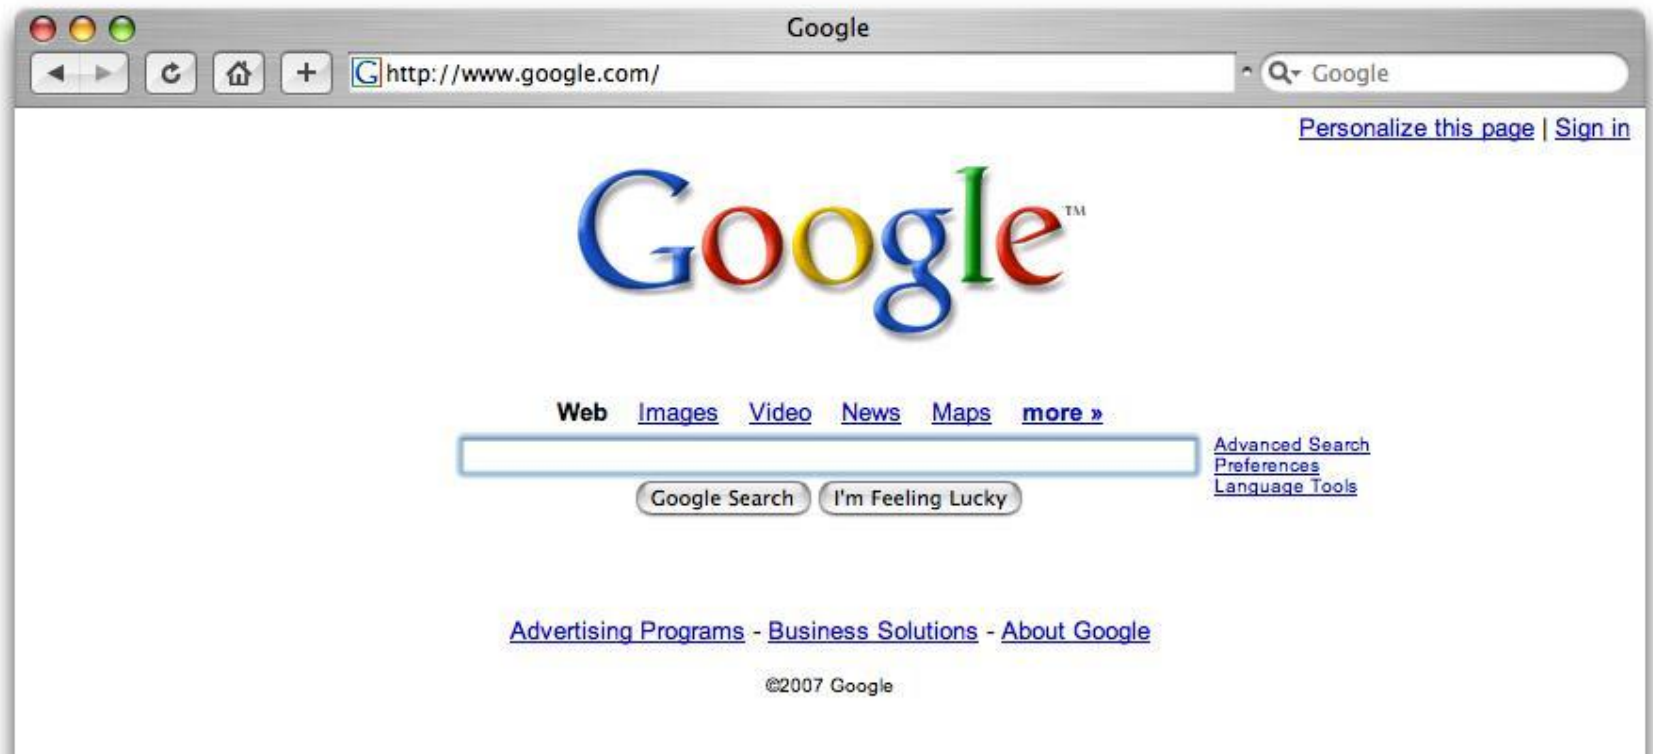 Google
http://www.google.com/
Google
Personalize this page | Sign in
Google™
Web Images Video News Maps more »
Advanced Search
Preferences
Language Tools
Google Search I'm Feeling Lucky
Advertising Programs - Business Solutions - About Google
©2007 Google